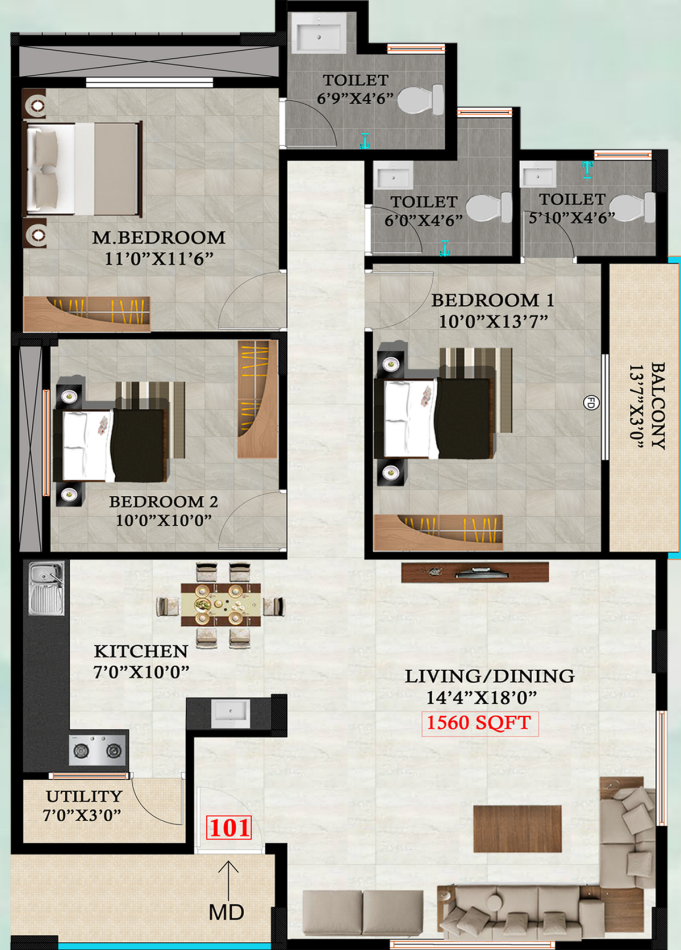 TOILET
6'9"X4'6"
TOILET
6'0"X4'6"
TOILET
5'10"X4'6"
M.BEDROOM
11'0"X11'6"
BEDROOM 1
10'0"X13'7"
BALCONY
13'7"X3'0"
FD
BEDROOM 2
10'0"X10'0"
KITCHEN
7'0"X10'0"
LIVING/DINING
14'4"X18'0"
1560 SQFT
UTILITY
7'0"X3'0"
101
MD